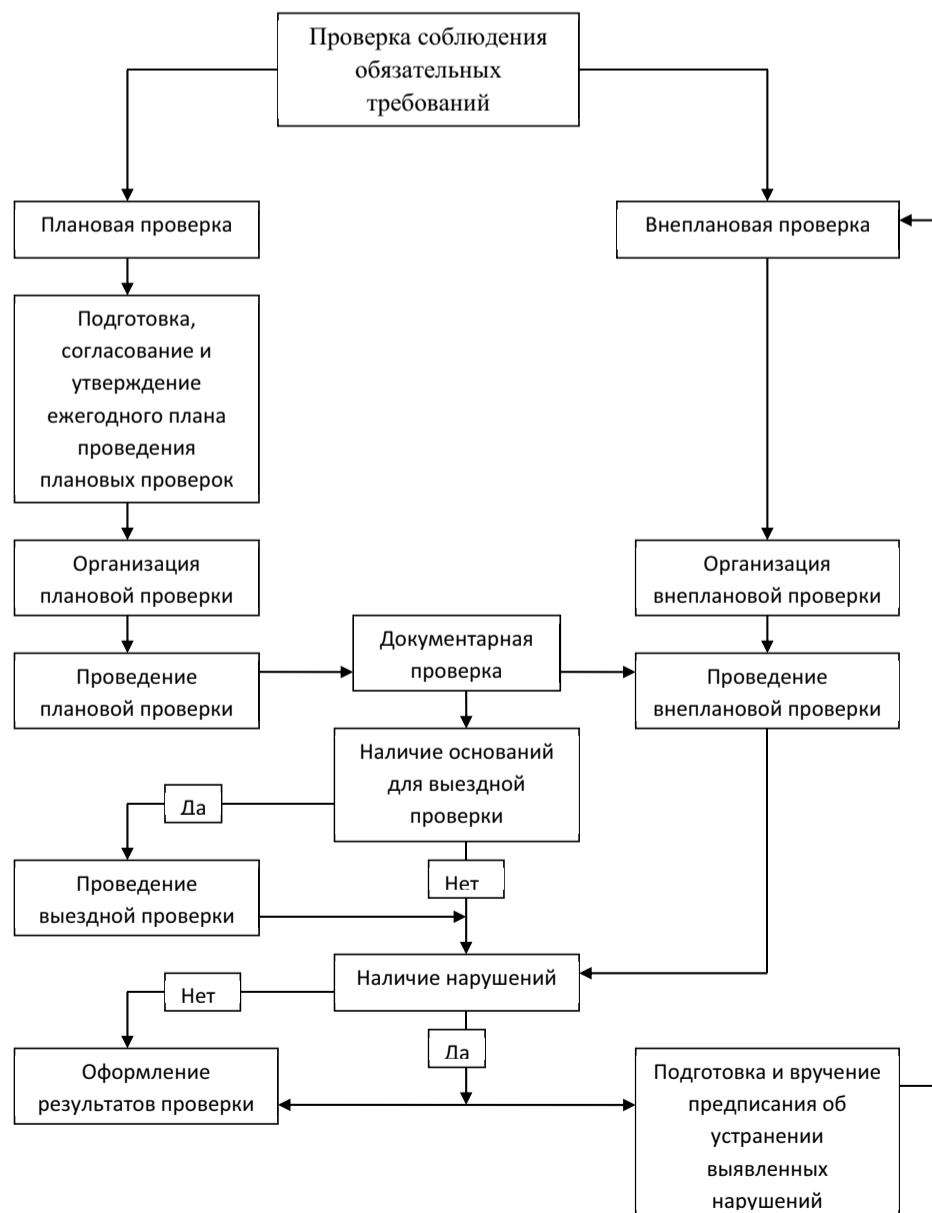 Проверка соблюдения
обязательных
требований
Плановая проверка
Внеплановая проверка
Подготовка,
согласование и
утверждение
ежегодного плана
проведения
плановых проверок
Организация
плановой проверки
Организация
внеплановой проверки
Документарная
проверка
Проведение
плановой проверки
Проведение
внеплановой проверки
Наличие оснований
для выездной
проверки
Да
Проведение
выездной проверки
Нет
Наличие нарушений
Нет
Да
Оформление
результатов проверки
Подготовка и вручение
предписания об
устранении
выявленных
нарушений